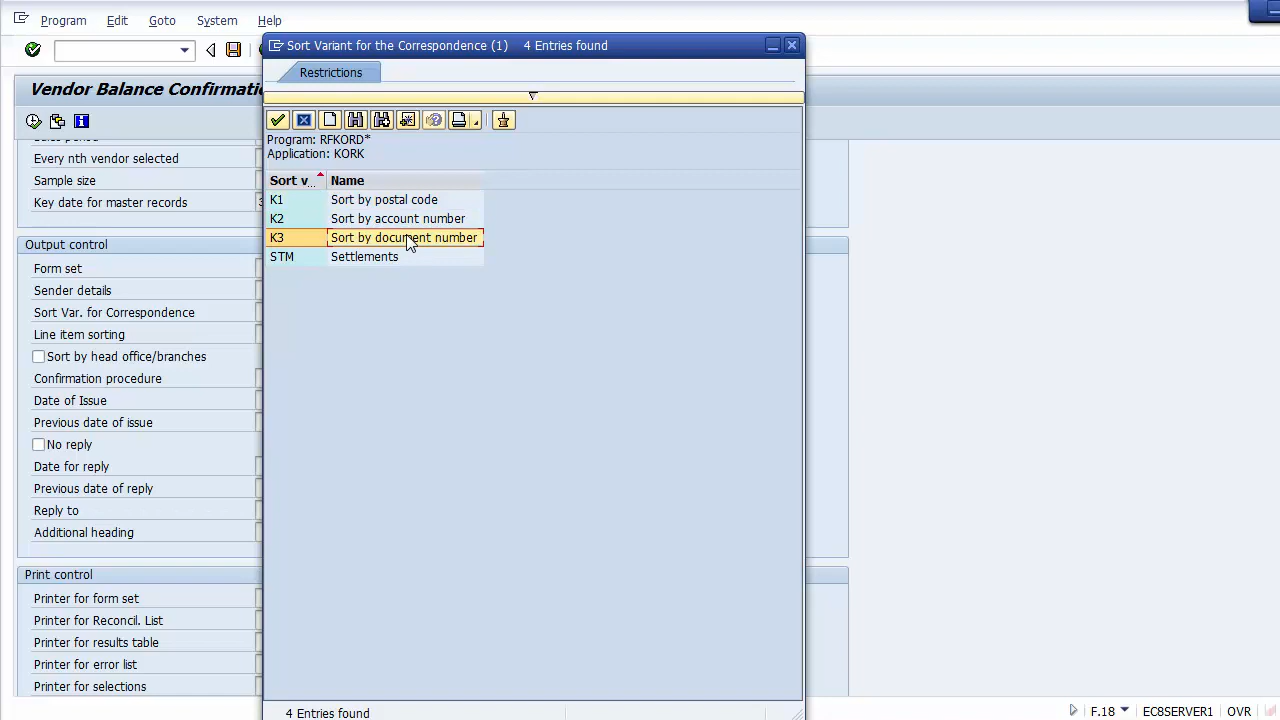 Program Edit Goto System Help
Sort Variant for the Correspondence (1) 4 Entries found
Restrictions
Vendor Balance Confirmatio
Program: RFKORD*
Application: KORK
Every nth vendor selected
Sample size
Key date for master records
Sort v... Name
K1 Sort by postal code
K2 Sort by account number
K3 Sort by document number
STM Settlements
Output control
Form set
Sender details
Sort Var. for Correspondence
Line item sorting
Sort by head office/branches
Confirmation procedure
Date of Issue
Previous date of issue
No reply
Date for reply
Previous date of reply
Reply to
Additional heading
Print control
Printer for form set
Printer for Reconcil. List
Printer for results table
Printer for error list
Printer for selections
4 Entries found
F.18 EC8SERVER1 OVR